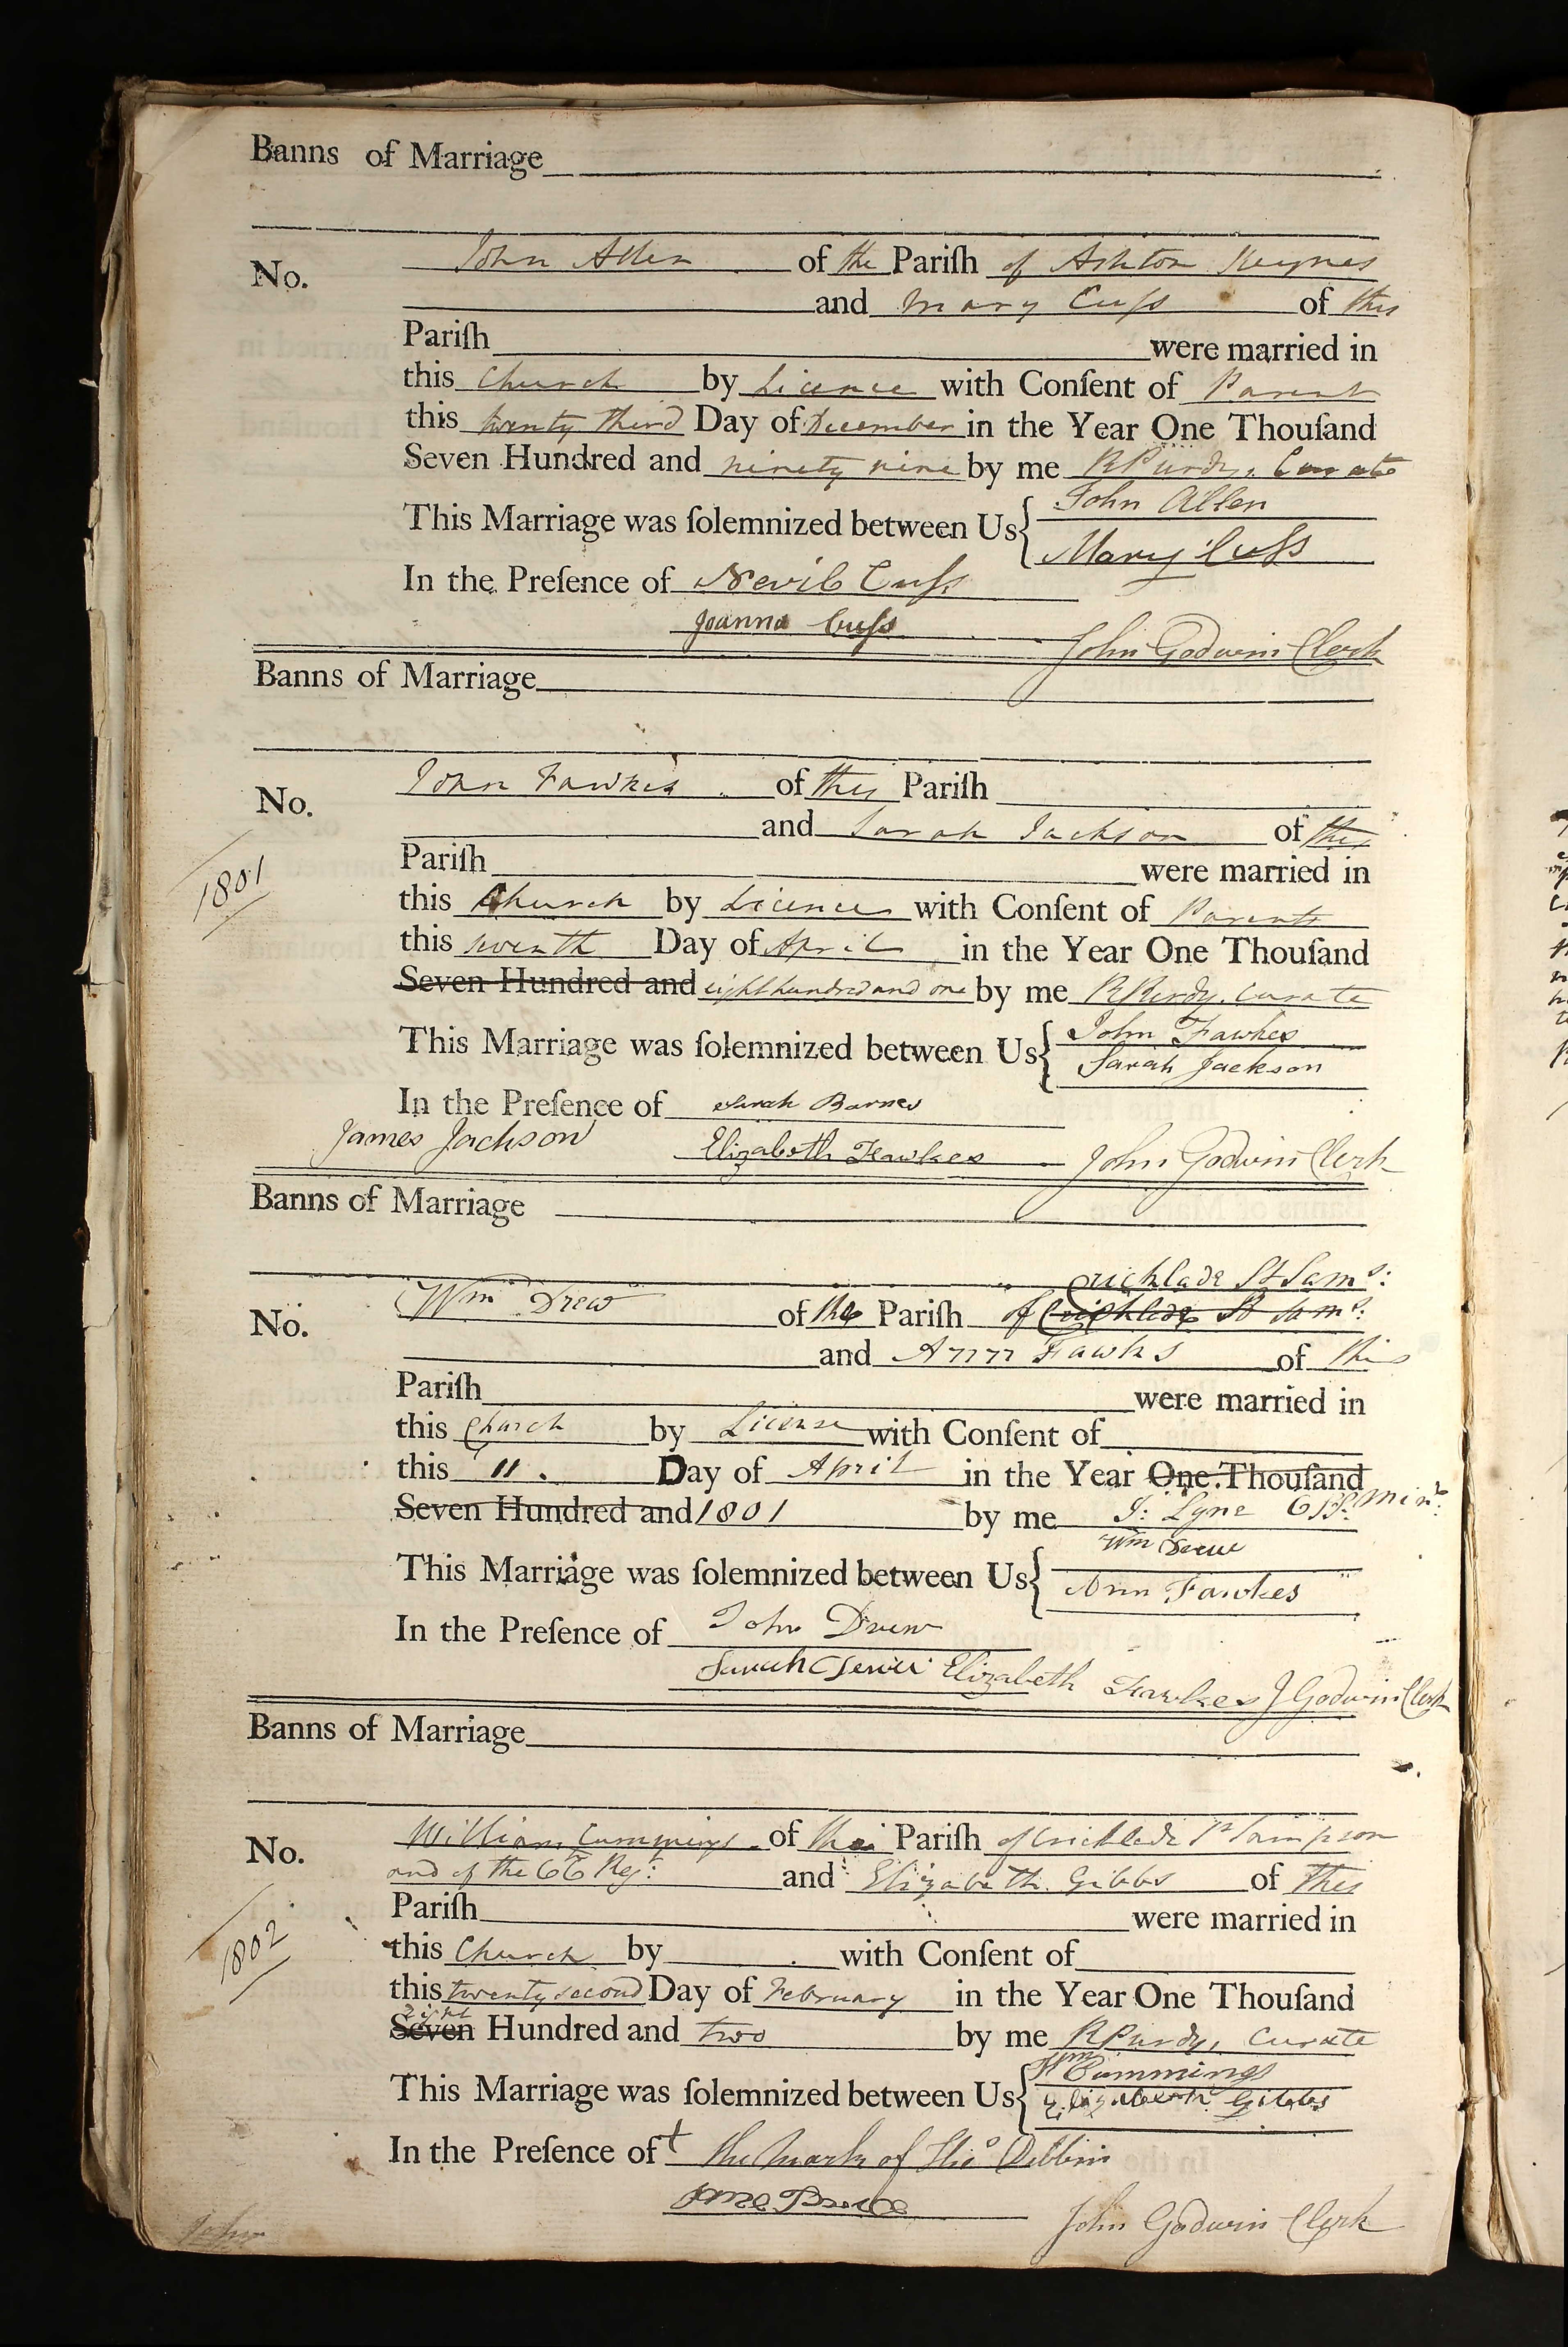 Banns of Marriage
No. John Allen of the Pariſh of Ashton Keynes
and Mary Cuſs of this
Pariſh were married in
this Church by Licence with Conſent of Parent
this twenty third Day of December in the Year One Thouſand
Seven Hundred and ninety nine by me R Purdy, Curate
This Marriage was ſolemnized between Us { John Allen
Mary Cuſs
In the Preſence of Nevil Cuſs
Joanna Cuſs
John Godwin Clerk
Banns of Marriage
No. John Fawkes of this Pariſh
and Sarah Jackson of this
1801
Pariſh were married in
this Church by Licence with Conſent of Parents
this seventh Day of April in the Year One Thouſand
Seven Hundred and eight hundred and one by me R Purdy, Curate
This Marriage was ſolemnized between Us { John Fawkes
Sarah Jackson
In the Preſence of Sarah Barnes
James Jackson Elizabeth Fawkes John Godwin Clerk
Banns of Marriage
Cricklade St Sams:
No. Wm Drew of the Pariſh of Cricklade St Sams:
and Ann Fawks of this
Pariſh were married in
this Church by License with Conſent of
this 11. Day of April in the Year One Thouſand
Seven Hundred and 1801 by me J: Lyne Minr:
This Marriage was ſolemnized between Us { Wm Drew
Ann Fawkes
In the Preſence of John Drew
Sarah Elizabeth Fawkes J Godwin Clerk
Banns of Marriage
No. William Cummings of the Pariſh of Cricklade St Sampson
and of the 66 Regt: and Elizabeth Gibbs of this
Pariſh were married in
1802
this Church by with Conſent of
this twenty second Day of February in the Year One Thouſand
Eight
Seven Hundred and two by me R Purdy, Curate
This Marriage was ſolemnized between Us { Wm Cummings
Elizabeth Gibbs
In the Preſence of + the Mark of Thos Dibbin
John Godwin Clerk
John